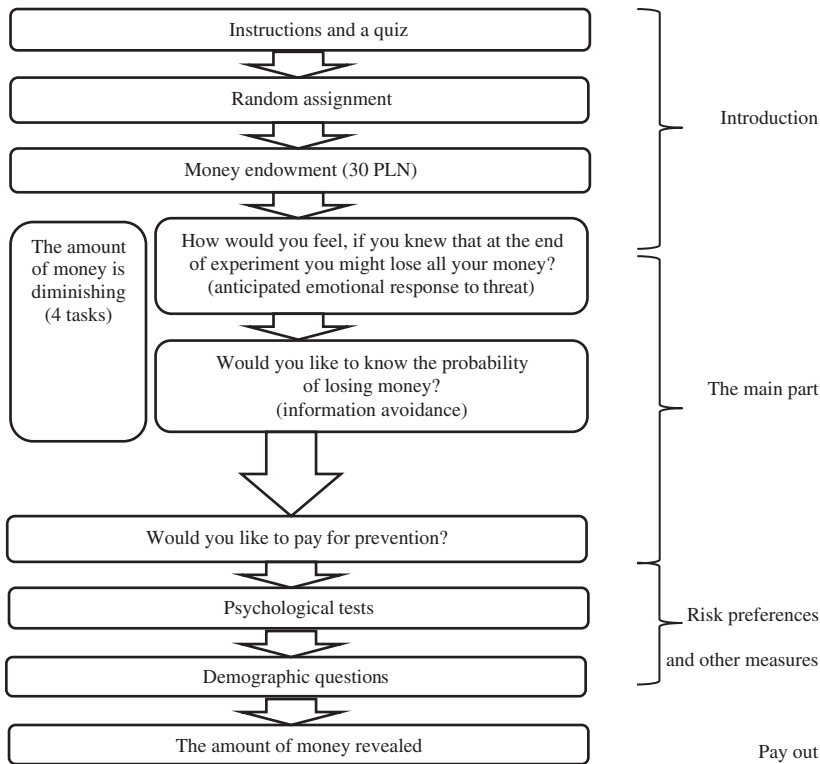 Instructions and a quiz
Random assignment
Introduction
Money endowment (30 PLN)
The amount
of money is
diminishing
(4 tasks)
How would you feel, if you knew that at the end
of experiment you might lose all your money?
(anticipated emotional response to threat)
Would you like to know the probability
of losing money?
(information avoidance)
The main part
Would you like to pay for prevention?
Psychological tests
Risk preferences
and other measures
Demographic questions
The amount of money revealed
Pay out